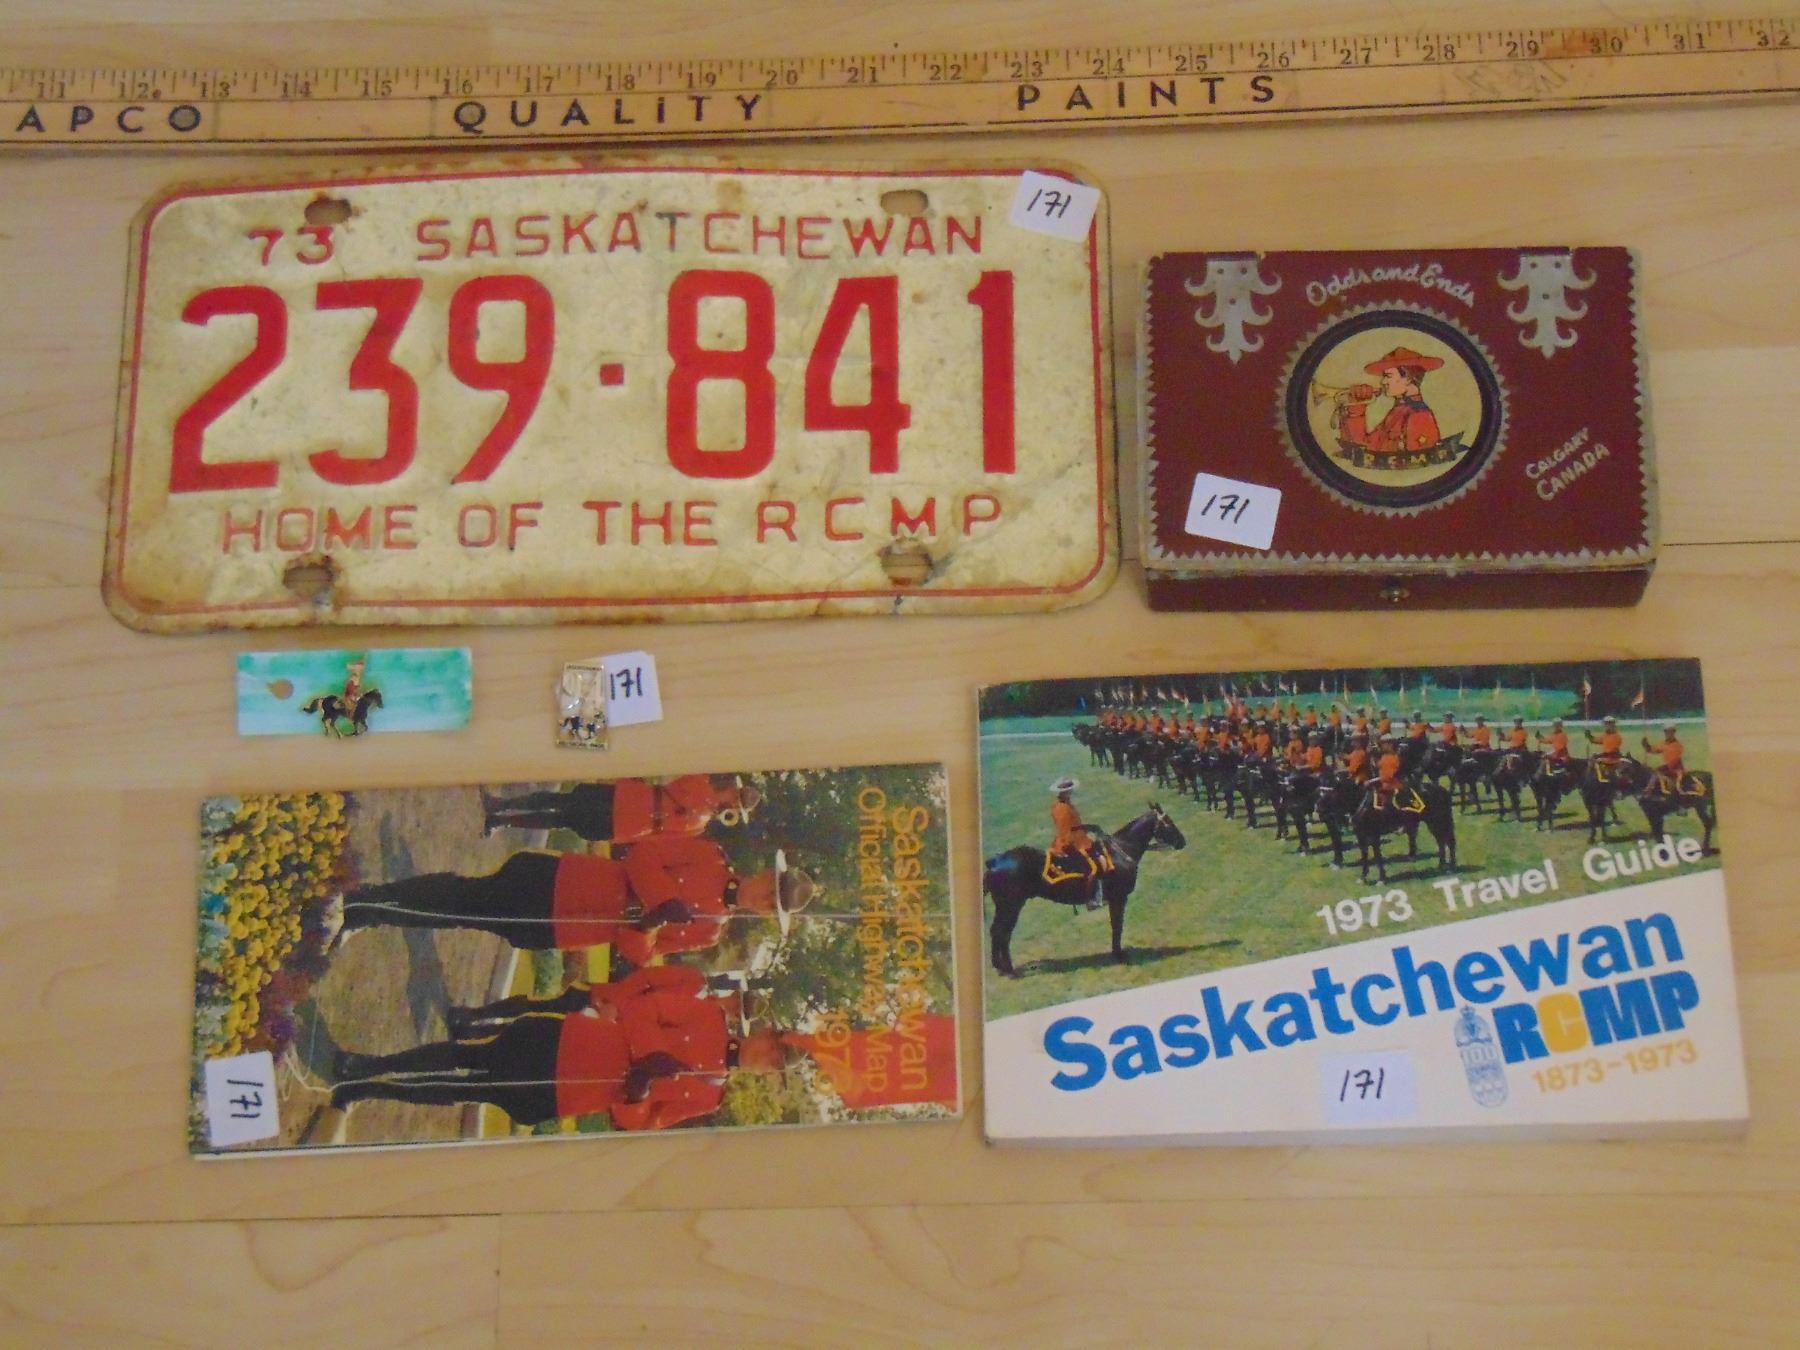 11 12 13 14 15 16 17 18 19 20 21 22 23 24 25 26 27 28 29 30 31 32
APCO QUALITY PAINTS
171
73 SASKATCHEWAN
239·841
HOME OF THE RCMP
Odds and Ends
R.C.M.P.
CALGARY
CANADA
171
171
Saskatchewan
Official Highway Map
1973
171
1973 Travel Guide
Saskatchewan
100
RCMP
1873-1973
171